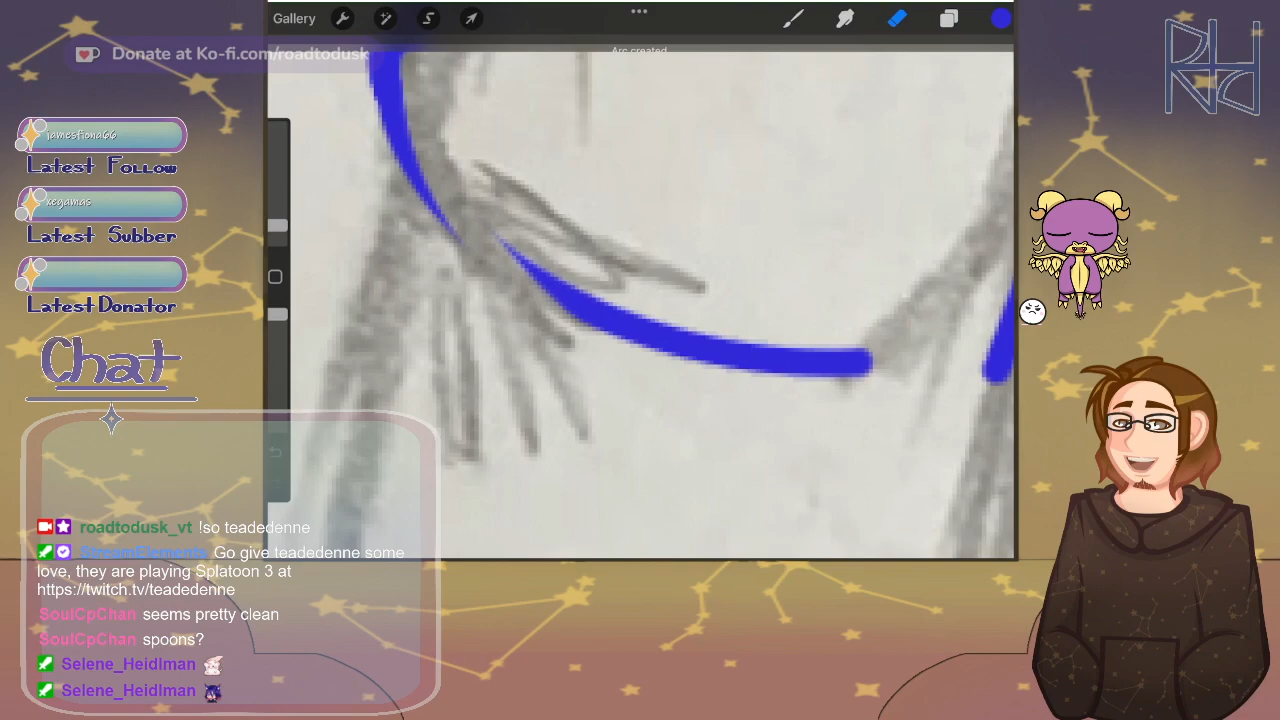 Gallery
Arc created
Donate at Ko-fi.com/roadtodusk
jamesfiona66
Latest Follow
xegamas
Latest Subber
Latest Donator
Chat
roadtodusk_vt !so teadedenne
StreamElements Go give teadedenne some
love, they are playing Splatoon 3 at
https://twitch.tv/teadedenne
SoulCpChan seems pretty clean
SoulCpChan spoons?
Selene_Heidlman
Selene_Heidlman